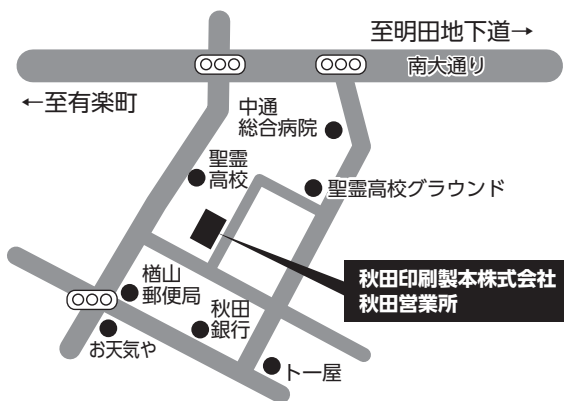 至明田地下道→
南大通り
←至有楽町
中通
総合病院
聖霊
高校
聖霊高校グラウンド
秋田印刷製本株式会社
秋田営業所
楢山
郵便局
秋田
銀行
お天気や
トー屋